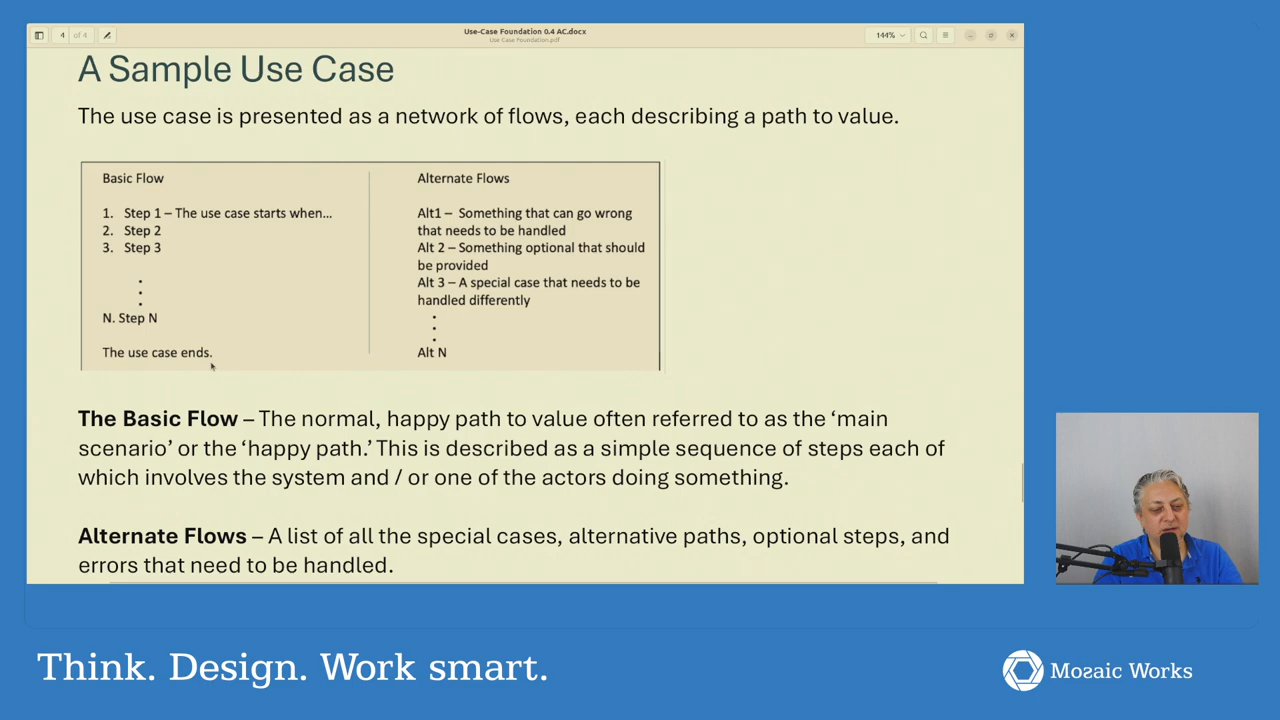 4 of 4
Use-Case Foundation 0.4 AC.docx
Use Case Foundation.pdf
144%
A Sample Use Case
The use case is presented as a network of flows, each describing a path to value.
Basic Flow
1. Step 1 – The use case starts when...
2. Step 2
3. Step 3
N. Step N
The use case ends.
Alternate Flows
Alt1 – Something that can go wrong
that needs to be handled
Alt 2 – Something optional that should
be provided
Alt 3 – A special case that needs to be
handled differently
Alt N
The Basic Flow – The normal, happy path to value often referred to as the ‘main
scenario’ or the ‘happy path.’ This is described as a simple sequence of steps each of
which involves the system and / or one of the actors doing something.
Alternate Flows – A list of all the special cases, alternative paths, optional steps, and
errors that need to be handled.
Think. Design. Work smart.
Mosaic Works